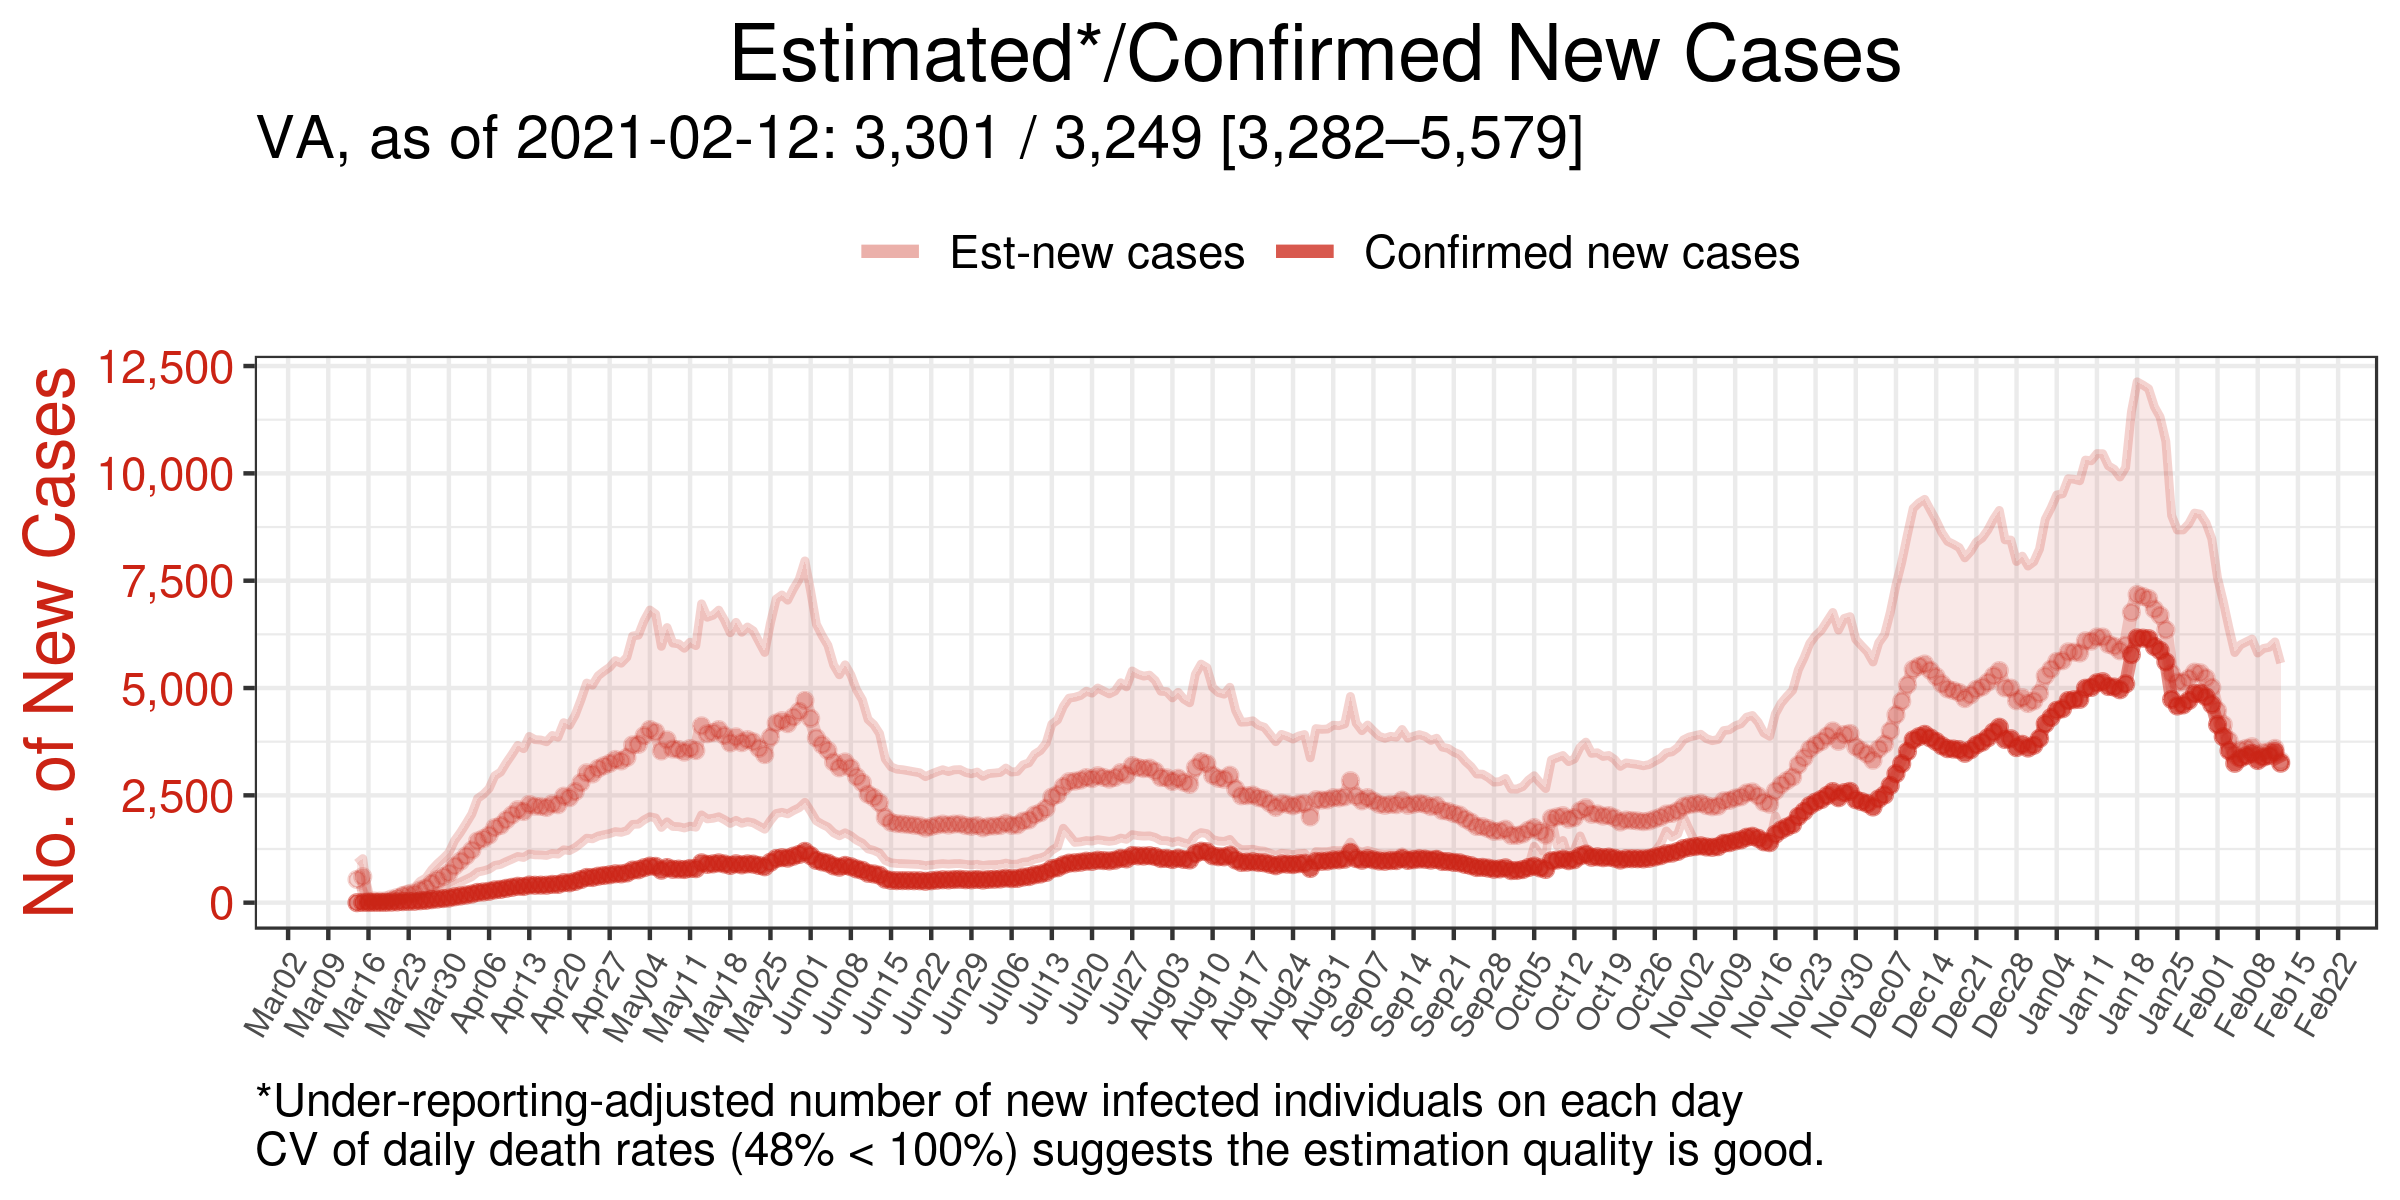 Estimated*/Confirmed New Cases
VA, as of 2021-02-12: 3,301 / 3,249 [3,282–5,579]
Est-new cases Confirmed new cases
No. of New Cases
12,500
10,000
7,500
5,000
2,500
0
Mar02 Mar09 Mar16 Mar23 Mar30 Apr06 Apr13 Apr20 Apr27 May04 May11 May18 May25 Jun01 Jun08 Jun15 Jun22 Jun29 Jul06 Jul13 Jul20 Jul27 Aug03 Aug10 Aug17 Aug24 Aug31 Sep07 Sep14 Sep21 Sep28 Oct05 Oct12 Oct19 Oct26 Nov02 Nov09 Nov16 Nov23 Nov30 Dec07 Dec14 Dec21 Dec28 Jan04 Jan11 Jan18 Jan25 Feb01 Feb08 Feb15 Feb22
*Under-reporting-adjusted number of new infected individuals on each day
CV of daily death rates (48% < 100%) suggests the estimation quality is good.